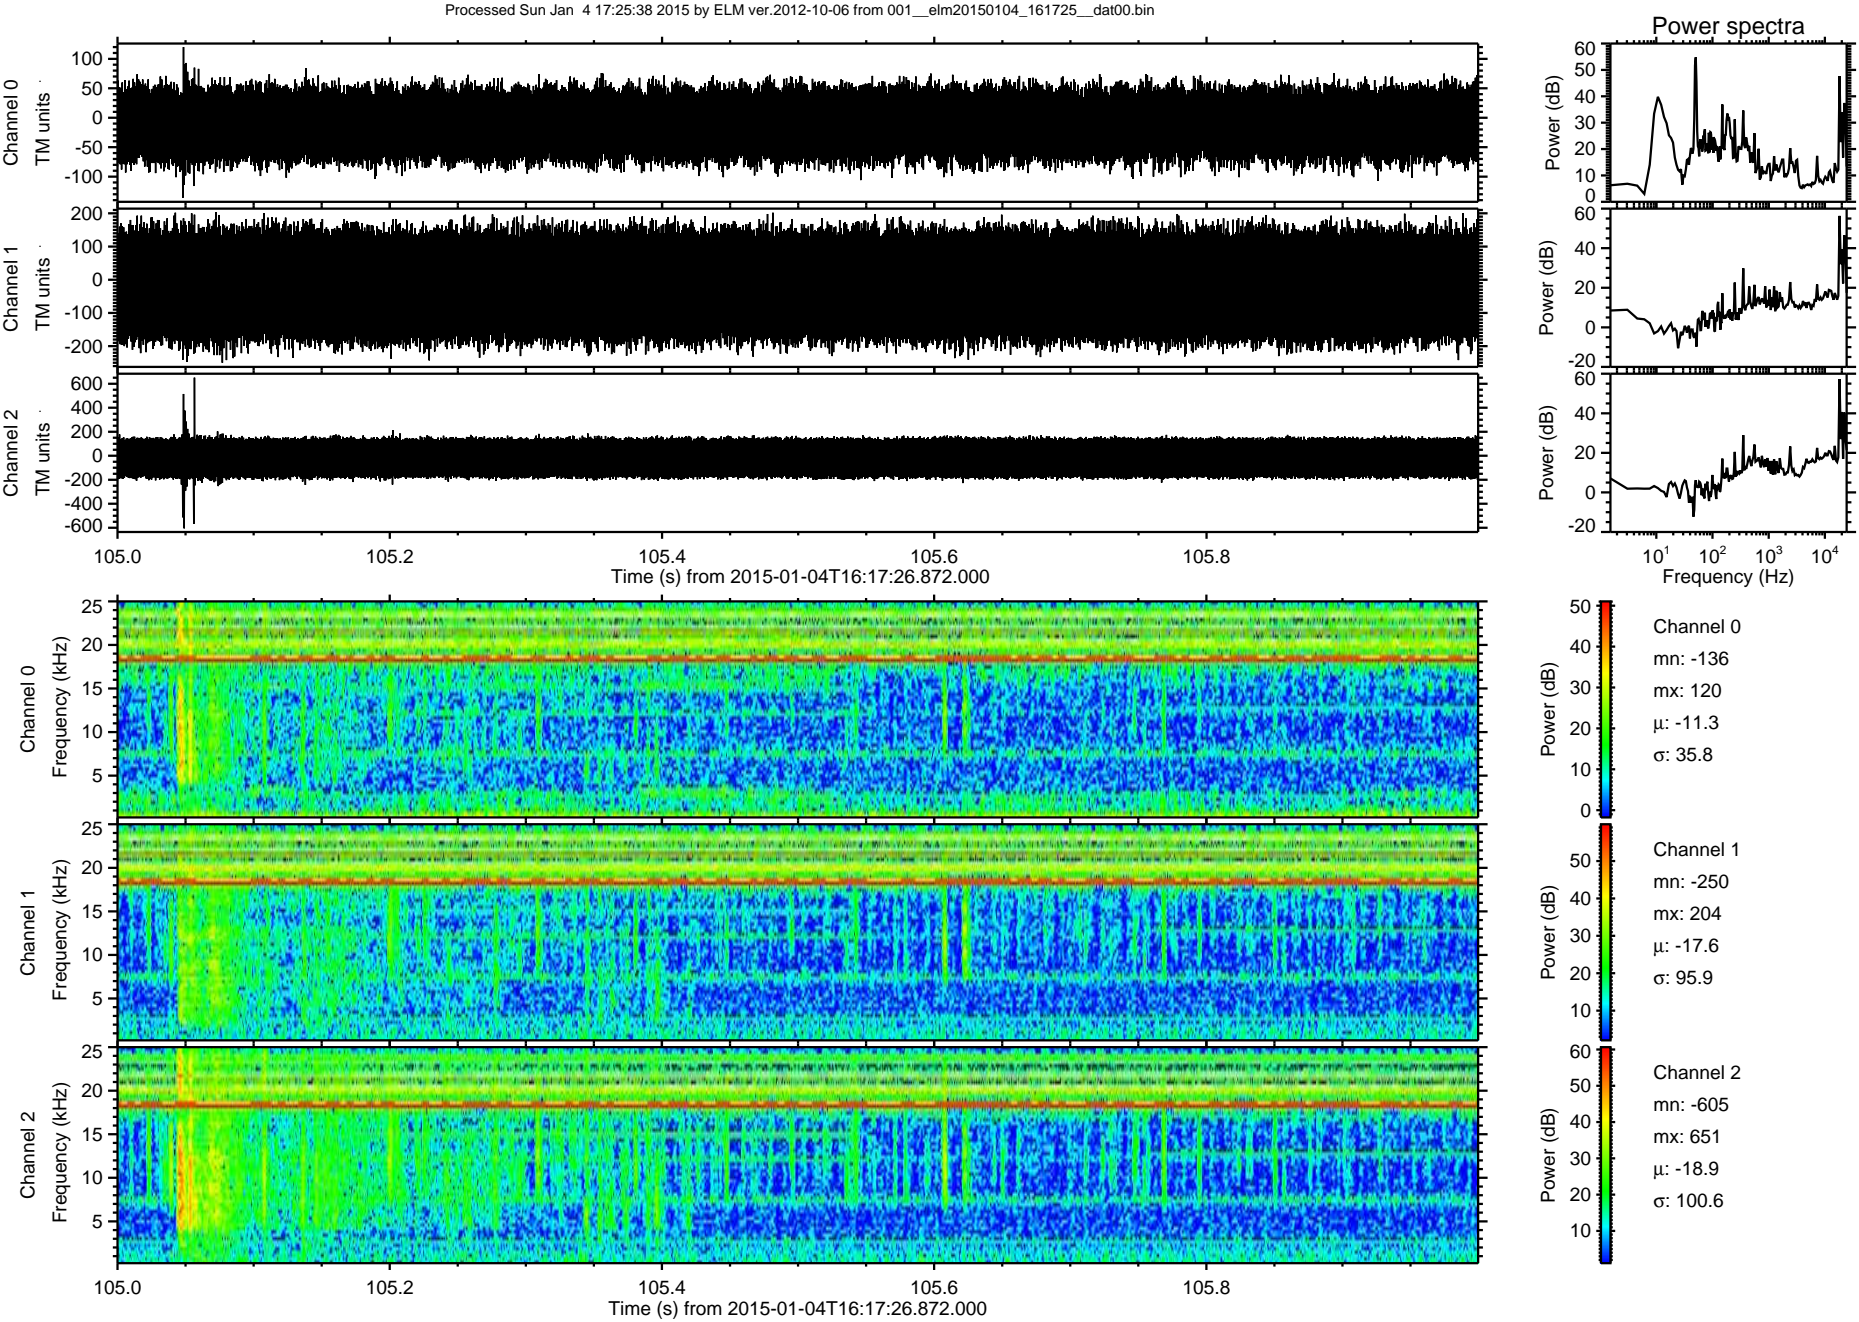 Processed Sun Jan  4 17:25:38 2015 by ELM ver.2012-10-06 from 001__elm20150104_161725__dat00.bin
Power spectra
Channel 0
TM units
100
50
0
-50
-100
Power (dB)
60
50
40
30
20
10
0
Channel 1
TM units
200
100
0
-100
-200
Power (dB)
60
40
20
0
-20
Channel 2
TM units
600
400
200
0
-200
-400
-600
Power (dB)
60
40
20
0
-20
105.0 105.2 105.4 105.6 105.8
Time (s) from 2015-01-04T16:17:26.872.000
10^1 10^2 10^3 10^4
Frequency (Hz)
Channel 0
Frequency (kHz)
25
20
15
10
5
Power (dB)
50
40
30
20
10
0
Channel 0
mn: -136
mx: 120
μ: -11.3
σ: 35.8
Channel 1
Frequency (kHz)
25
20
15
10
5
Power (dB)
50
40
30
20
10
Channel 1
mn: -250
mx: 204
μ: -17.6
σ: 95.9
Channel 2
Frequency (kHz)
25
20
15
10
5
Power (dB)
60
50
40
30
20
10
Channel 2
mn: -605
mx: 651
μ: -18.9
σ: 100.6
105.0 105.2 105.4 105.6 105.8
Time (s) from 2015-01-04T16:17:26.872.000